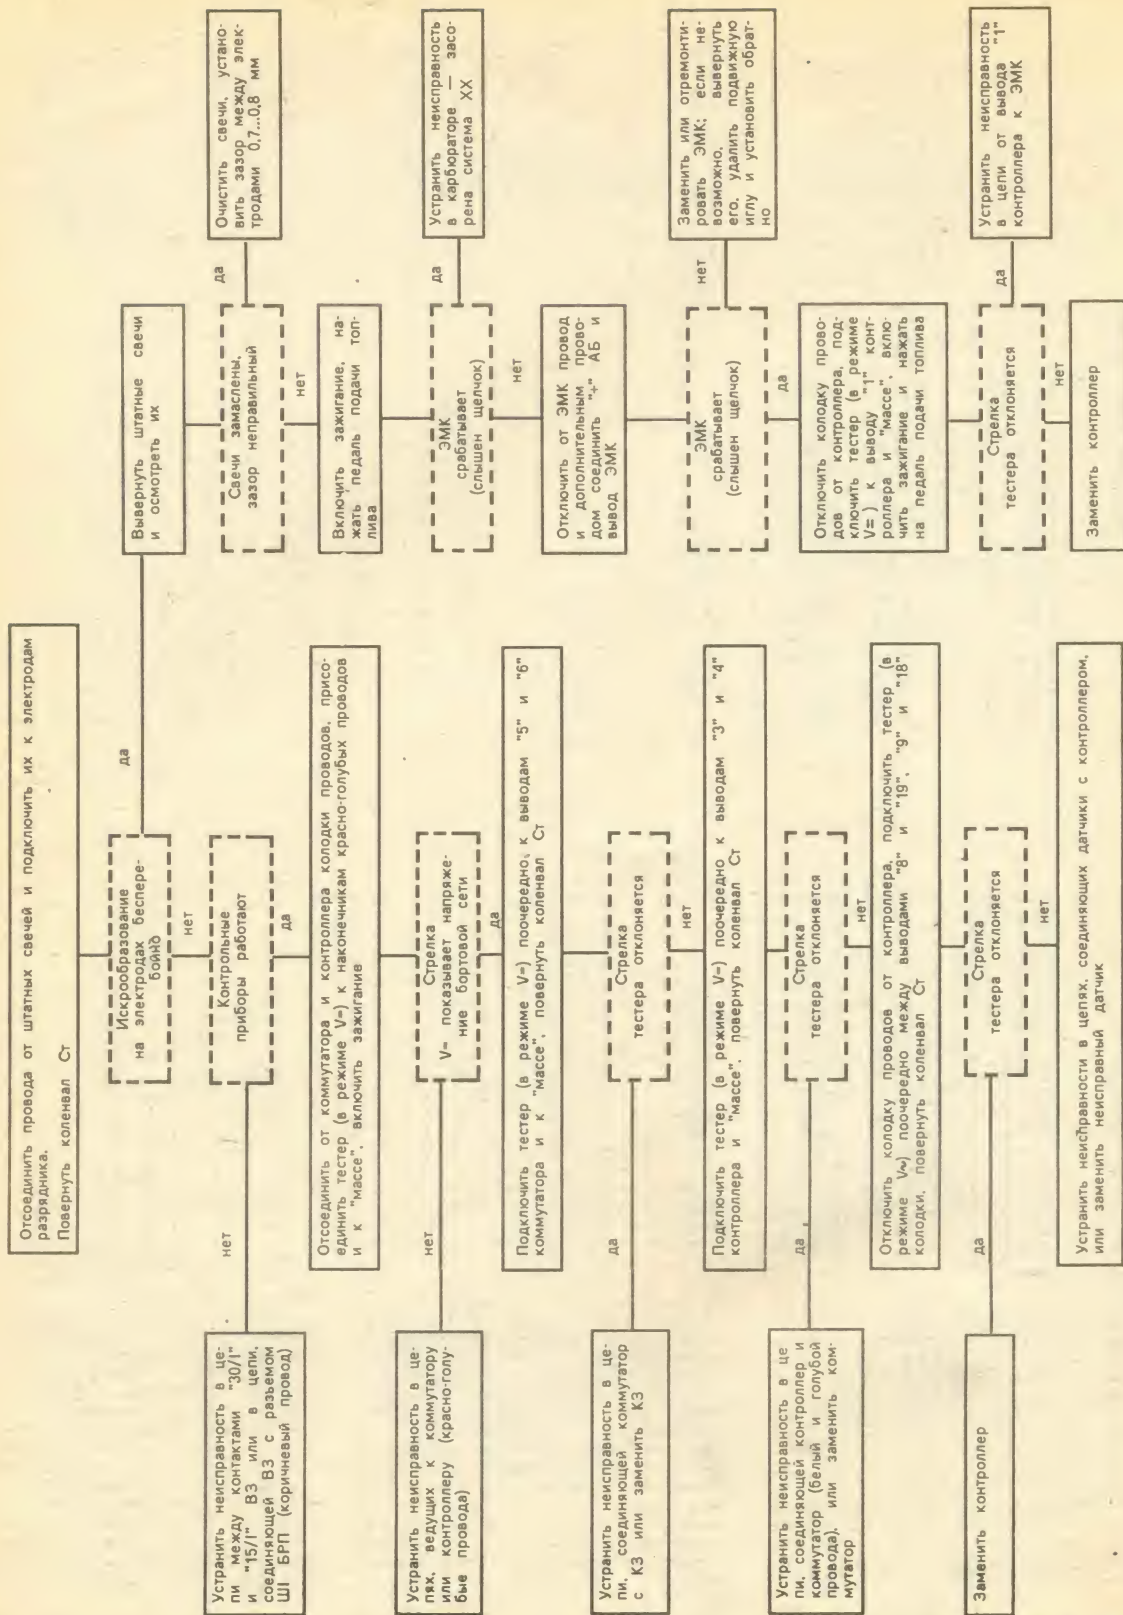 Отсоединить провода от штатных свечей и подключить их к электродам
разрядника.
Повернуть коленвал Ст
Искрообразование
на электродах беспере-
бойно
да
нет
Вывернуть штатные свечи
и осмотреть их
Свечи замаслены,
зазор неправильный
да
Очистить свечи, устано-
вить зазор между элек-
тродами 0,7...0,8 мм
нет
Включить зажигание, на-
жать педаль подачи топ-
лива
ЭМК
срабатывает
(слышен щелчок)
да
Устранить неисправность
в карбюраторе — засо-
рена система ХХ
нет
Отключить от ЭМК провод
и дополнительным прово-
дом соединить "+" АБ и
вывод ЭМК
ЭМК
срабатывает
(слышен щелчок)
нет
Заменить или отремонти-
ровать ЭМК; если не-
возможно, вывернуть
его, удалить подвижную
иглу и установить обрат-
но
да
Отключить колодку прово-
дов от контроллера, под-
ключить тестер (в режиме
V=) к выводу "1" конт-
роллера и "массе", вклю-
чить зажигание и нажать
на педаль подачи топлива
Стрелка
тестера отклоняется
да
Устранить неисправность
в цепи от вывода "1"
контроллера к ЭМК
нет
Заменить контроллер
Контрольные
приборы работают
нет
Устранить неисправность в це-
пи между контактами "30/I"
и "15/I" ВЗ или в цепи,
соединяющей ВЗ с разъемом
ШI БРП (коричневый провод)
да
Отсоединить от коммутатора и контроллера колодки проводов, присо-
единить тестер (в режиме V=) к наконечникам красно-голубых проводов
и к "массе", включить зажигание
Стрелка
V= показывает напряже-
ние бортовой сети
нет
Устранить неисправность в це-
пях, ведущих к коммутатору
или контроллеру (красно-голу-
бые провода)
да
Подключить тестер (в режиме V=) поочередно к выводам "5" и "6"
коммутатора и к "массе", повернуть коленвал Ст
Стрелка
тестера отклоняется
да
Устранить неисправность в це-
пи, соединяющей коммутатор
с КЗ или заменить КЗ
нет
Подключить тестер (в режиме V=) поочередно к выводам "3" и "4"
контроллера и "массе", повернуть коленвал Ст
Стрелка
тестера отклоняется
да
Устранить неисправность в це
пи, соединяющей контроллер и
коммутатор (белый и голубой
провода), или заменить ком-
мутатор
нет
Отключить колодку проводов от контроллера, подключить тестер (в
режиме V~) поочередно между выводами "8" и "19", "9" и "18"
колодки, повернуть коленвал Ст
Стрелка
тестера отклоняется
да
Заменить контроллер
нет
Устранить неисправности в цепях, соединяющих датчики с контроллером,
или заменить неисправный датчик